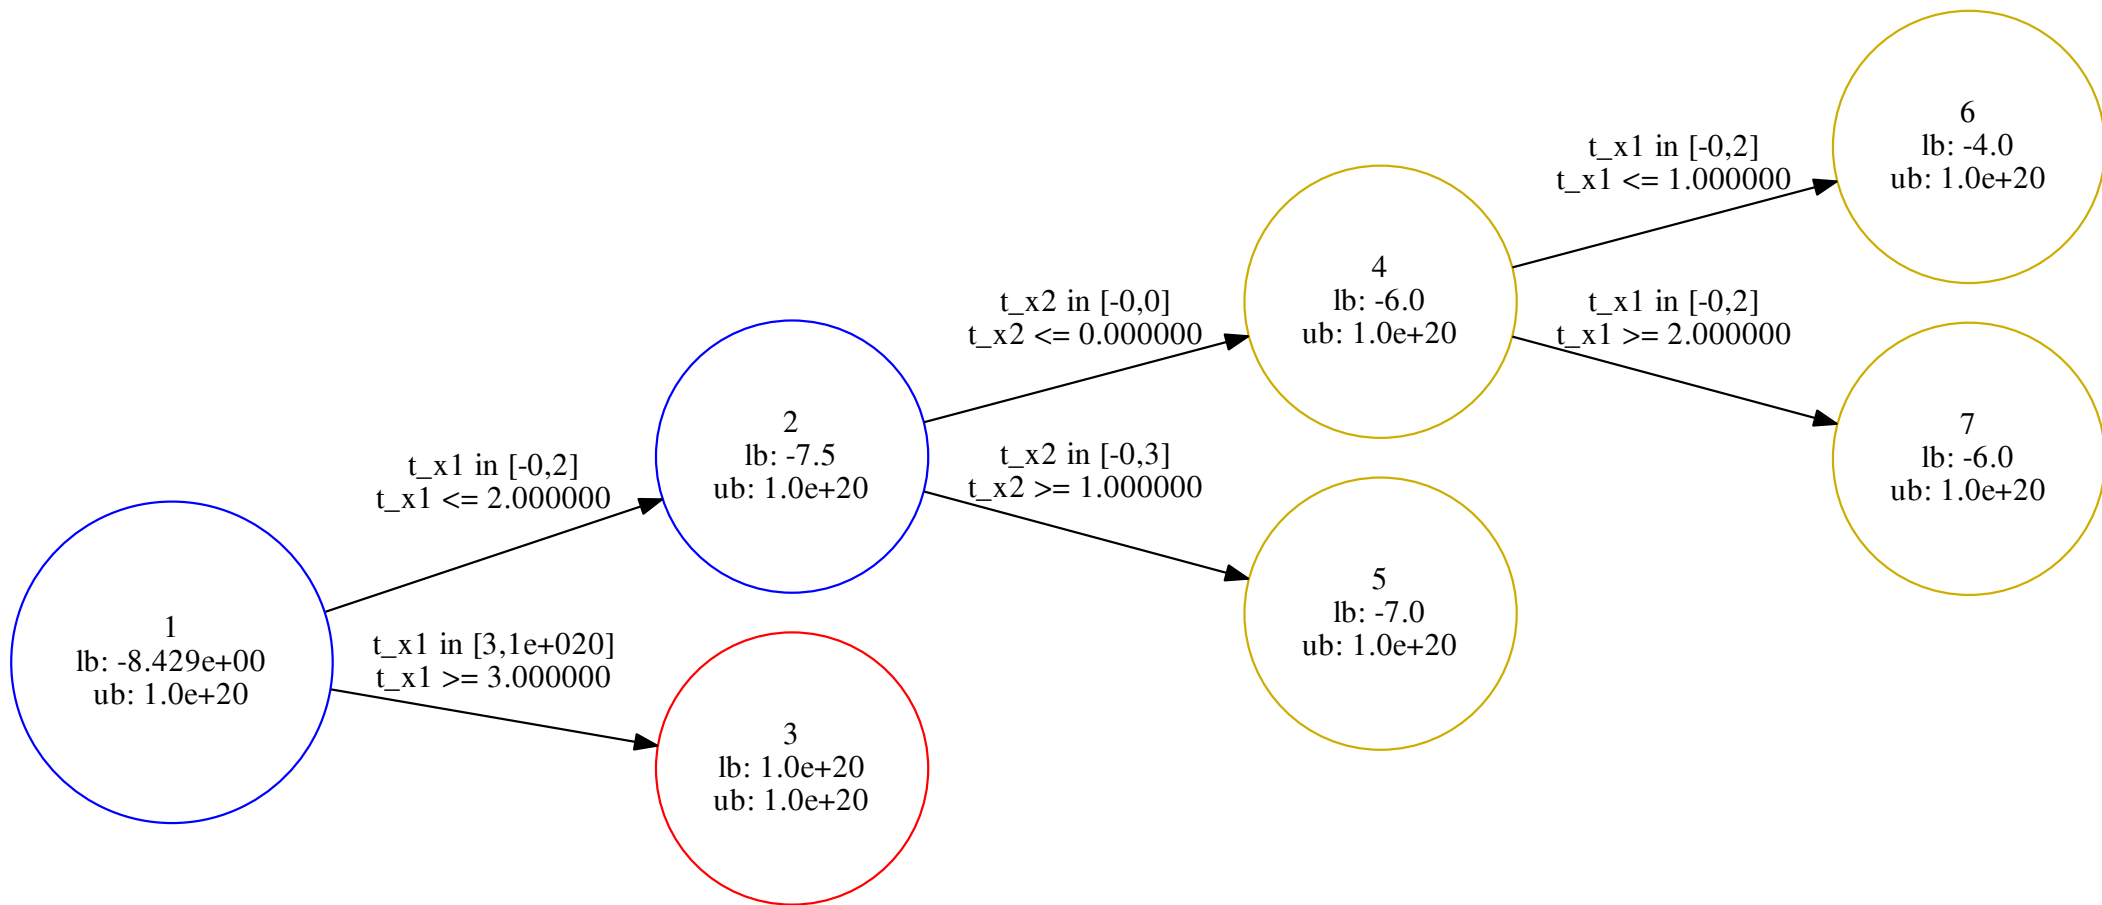 1
lb: -8.429e+00
ub: 1.0e+20
t_x1 in [-0,2]
t_x1 <= 2.000000
t_x1 in [3,1e+020]
t_x1 >= 3.000000
2
lb: -7.5
ub: 1.0e+20
3
lb: 1.0e+20
ub: 1.0e+20
t_x2 in [-0,0]
t_x2 <= 0.000000
t_x2 in [-0,3]
t_x2 >= 1.000000
4
lb: -6.0
ub: 1.0e+20
5
lb: -7.0
ub: 1.0e+20
t_x1 in [-0,2]
t_x1 <= 1.000000
t_x1 in [-0,2]
t_x1 >= 2.000000
6
lb: -4.0
ub: 1.0e+20
7
lb: -6.0
ub: 1.0e+20